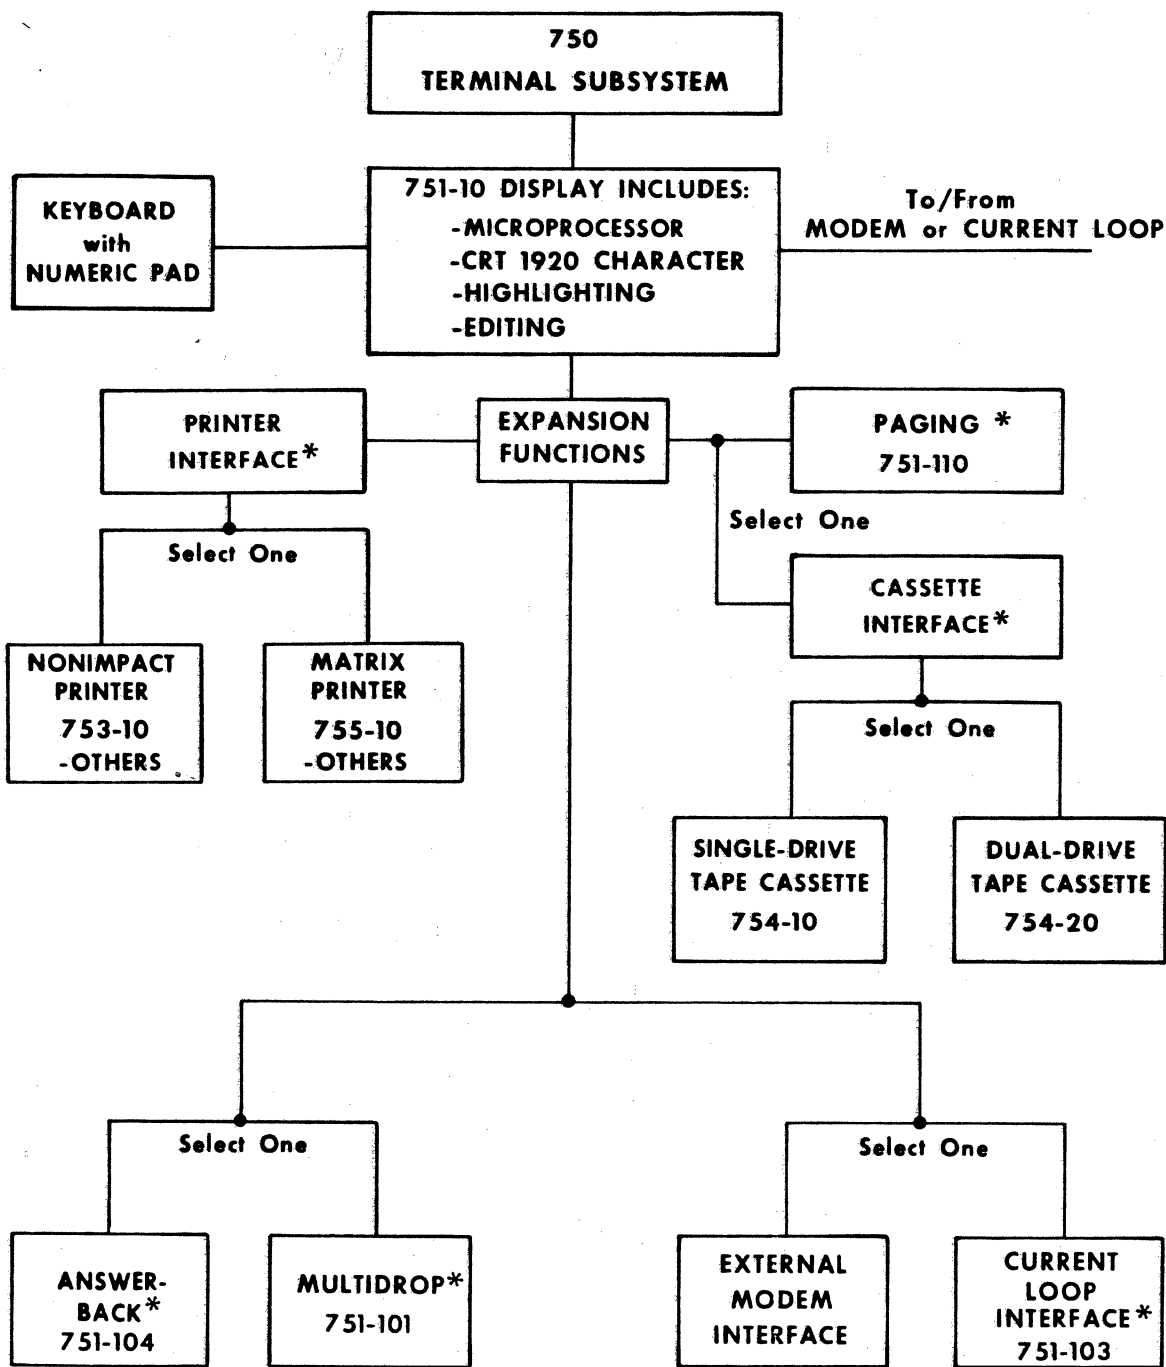 750
TERMINAL SUBSYSTEM
KEYBOARD
with
NUMERIC PAD
751-10 DISPLAY INCLUDES:
-MICROPROCESSOR
-CRT 1920 CHARACTER
-HIGHLIGHTING
-EDITING
To/From
MODEM or CURRENT LOOP
PRINTER
INTERFACE*
EXPANSION
FUNCTIONS
PAGING *
751-110
Select One
Select One
CASSETTE
INTERFACE*
NONIMPACT
PRINTER
753-10
-OTHERS
MATRIX
PRINTER
755-10
-OTHERS
Select One
SINGLE-DRIVE
TAPE CASSETTE
754-10
DUAL-DRIVE
TAPE CASSETTE
754-20
Select One
Select One
ANSWER-
BACK*
751-104
MULTIDROP*
751-101
EXTERNAL
MODEM
INTERFACE
CURRENT
LOOP
INTERFACE*
751-103